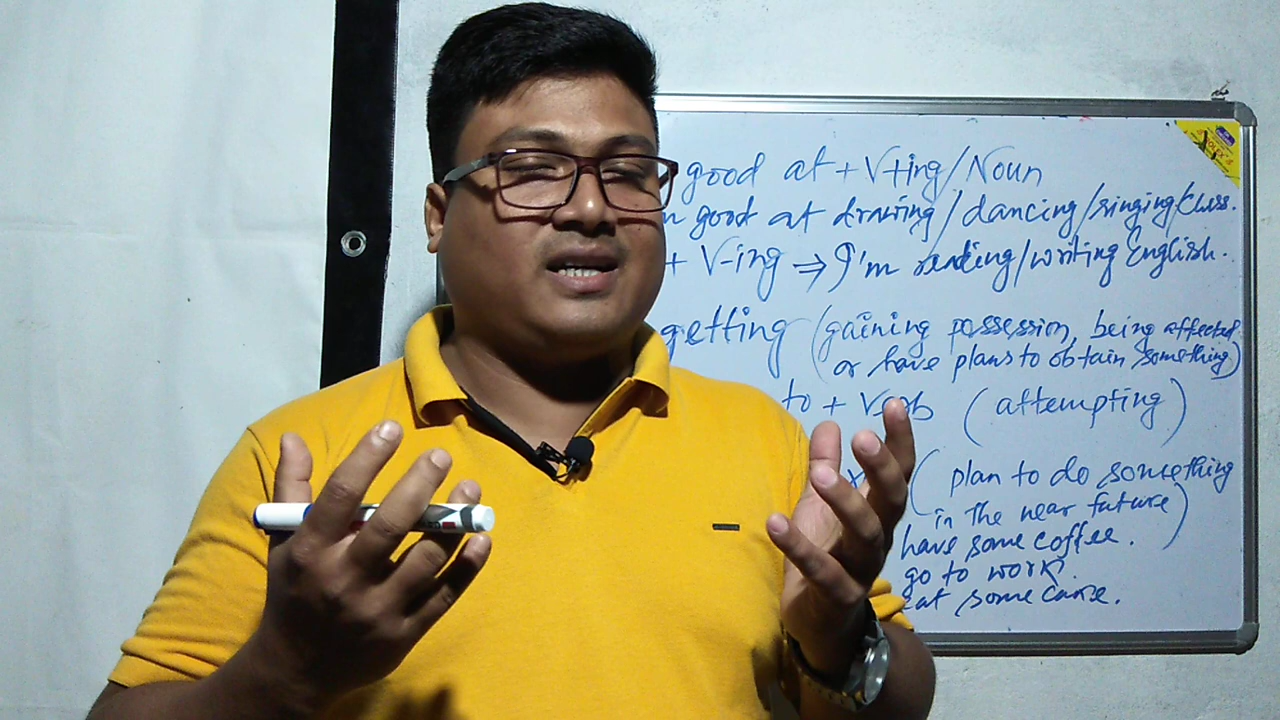 good at + V+ing/Noun
good at drawing/dancing/singing/class.
+ V-ing ⇒ I'm reading/writing English.
getting (gaining possession, being affected
or have plans to obtain something)
to + Verb (attempting)
( plan to do something
in the near future )
have some coffee.
go to work.
eat some